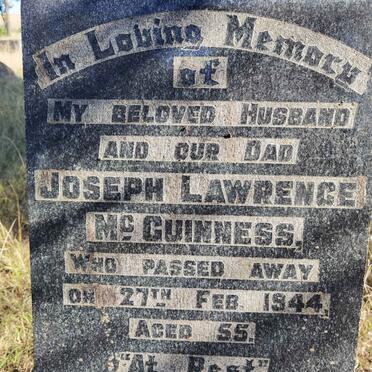 In Loving Memory
of
MY BELOVED HUSBAND
AND OUR DAD
JOSEPH LAWRENCE
MCGUINNESS,
WHO PASSED AWAY
ON 27TH FEB. 1944,
AGED 55.
"At Rest"